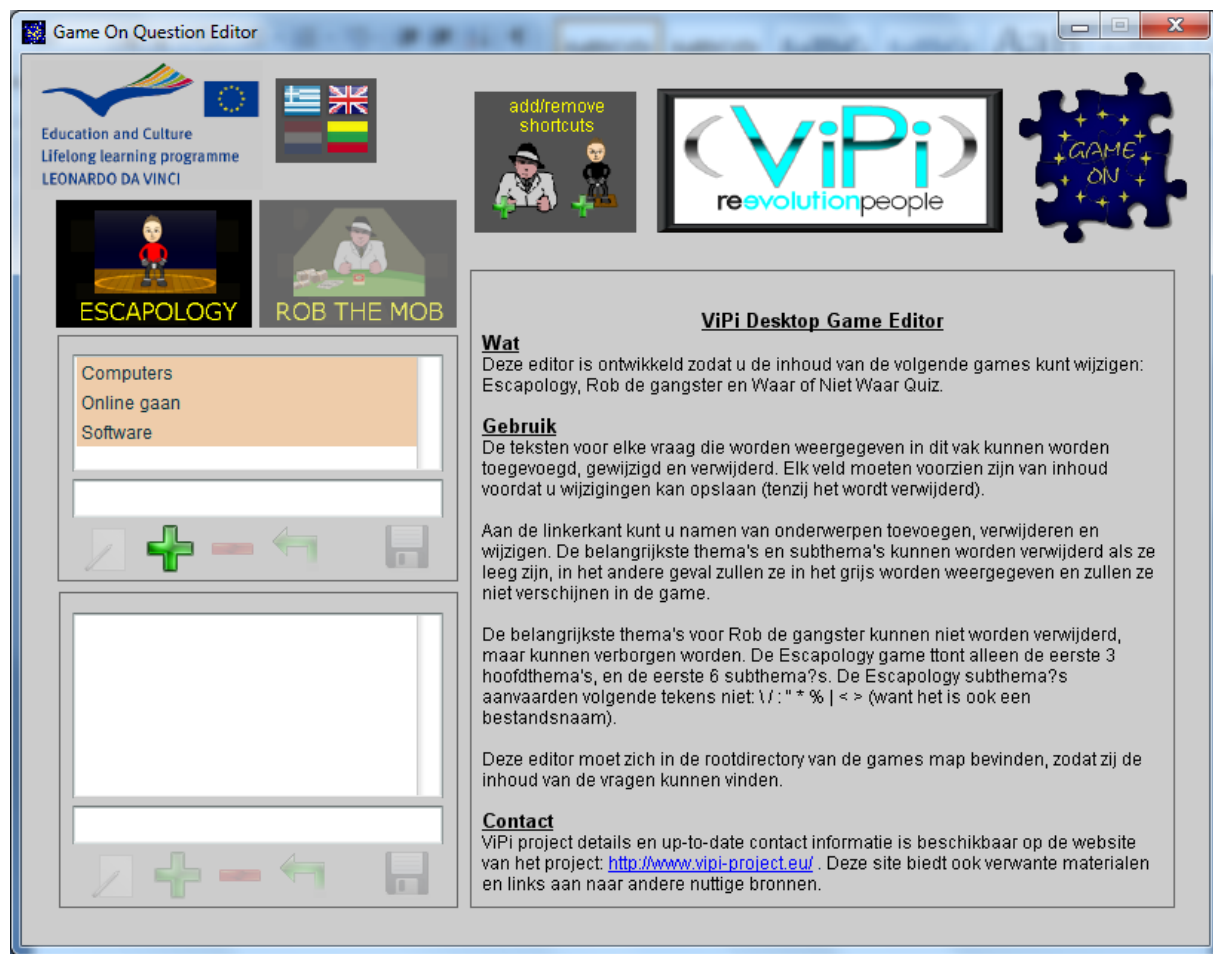 Game On Question Editor
Education and Culture
Lifelong learning programme
LEONARDO DA VINCI
add/remove
shortcuts
(ViPi)
reevolutionpeople
GAME
ON
ESCAPOLOGY
ROB THE MOB
Computers
Online gaan
Software
ViPi Desktop Game Editor
Wat
Deze editor is ontwikkeld zodat u de inhoud van de volgende games kunt wijzigen:
Escapology, Rob de gangster en Waar of Niet Waar Quiz.
Gebruik
De teksten voor elke vraag die worden weergegeven in dit vak kunnen worden
toegevoegd, gewijzigd en verwijderd. Elk veld moeten voorzien zijn van inhoud
voordat u wijzigingen kan opslaan (tenzij het wordt verwijderd).
Aan de linkerkant kunt u namen van onderwerpen toevoegen, verwijderen en
wijzigen. De belangrijkste thema's en subthema's kunnen worden verwijderd als ze
leeg zijn, in het andere geval zullen ze in het grijs worden weergegeven en zullen ze
niet verschijnen in de game.
De belangrijkste thema's voor Rob de gangster kunnen niet worden verwijderd,
maar kunnen verborgen worden. De Escapology game ttont alleen de eerste 3
hoofdthema's, en de eerste 6 subthema?s. De Escapology subthema?s
aanvaarden volgende tekens niet: \ / : " * % | < > (want het is ook een
bestandsnaam).
Deze editor moet zich in de rootdirectory van de games map bevinden, zodat zij de
inhoud van de vragen kunnen vinden.
Contact
ViPi project details en up-to-date contact informatie is beschikbaar op de website
van het project: http://www.vipi-project.eu/ . Deze site biedt ook verwante materialen
en links aan naar andere nuttige bronnen.